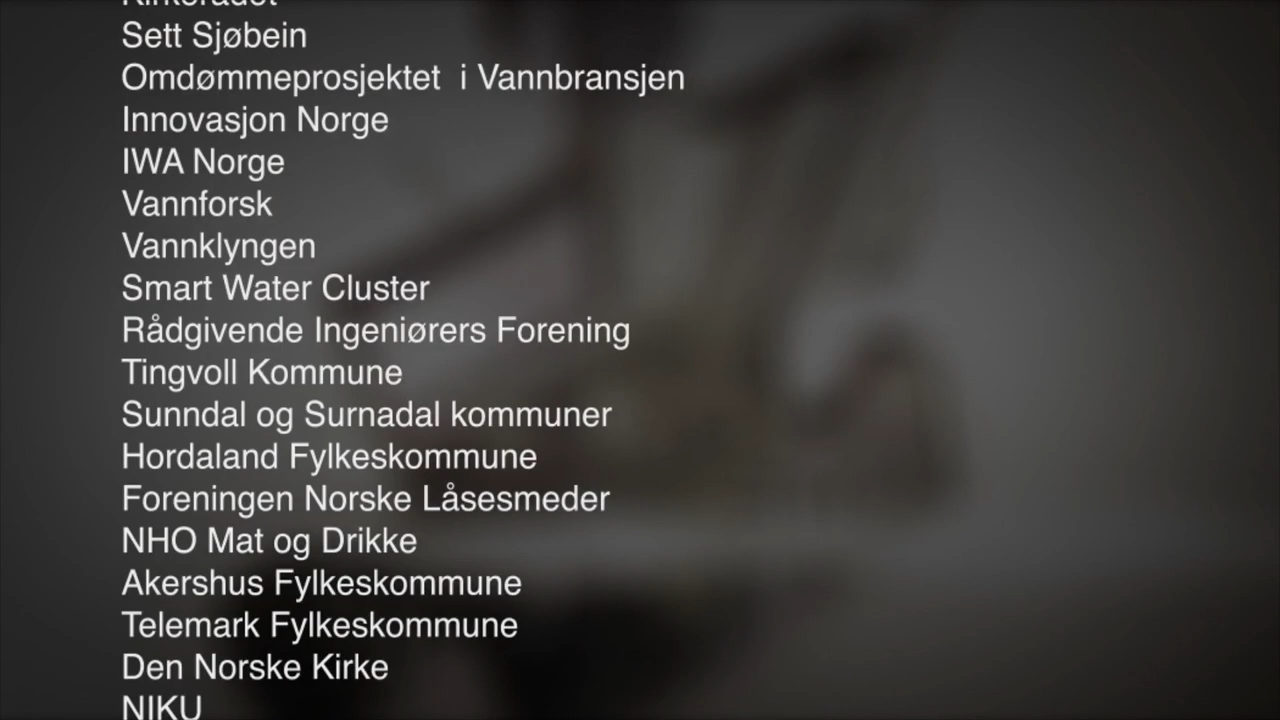 Kirkerådet
Sett Sjøbein
Omdømmeprosjektet  i Vannbransjen
Innovasjon Norge
IWA Norge
Vannforsk
Vannklyngen
Smart Water Cluster
Rådgivende Ingeniørers Forening
Tingvoll Kommune
Sunndal og Surnadal kommuner
Hordaland Fylkeskommune
Foreningen Norske Låsesmeder
NHO Mat og Drikke
Akershus Fylkeskommune
Telemark Fylkeskommune
Den Norske Kirke
NIKU